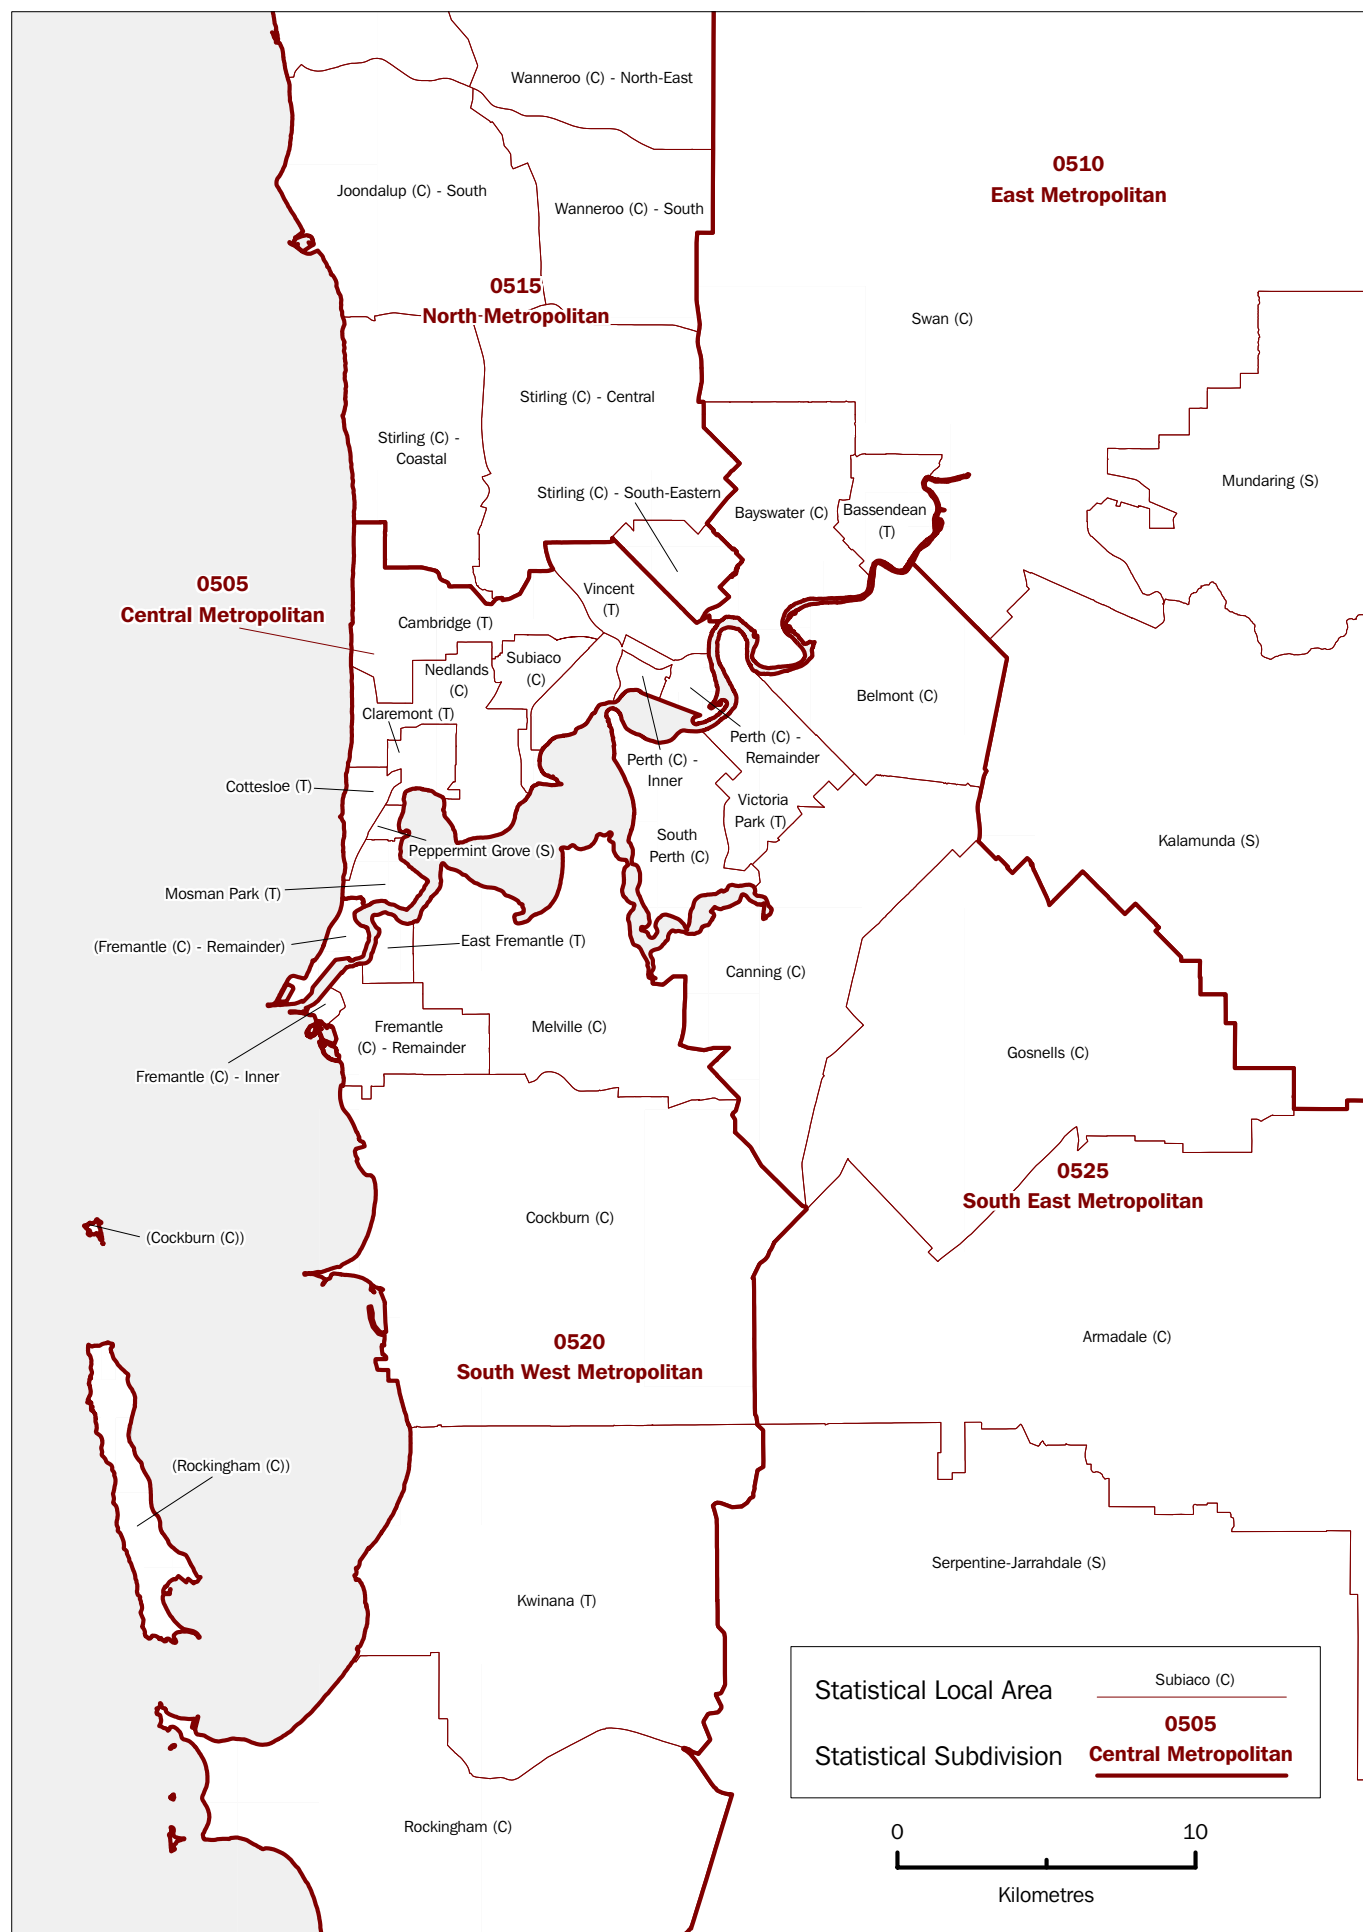 Wanneroo (C) - North-East
0510
East Metropolitan
Joondalup (C) - South
Wanneroo (C) - South
0515
North Metropolitan
Swan (C)
Stirling (C) - Central
Stirling (C) -
Coastal
Mundaring (S)
Stirling (C) - South-Eastern
Bayswater (C)
Bassendean
(T)
0505
Central Metropolitan
Vincent
(T)
Cambridge (T)
Subiaco
(C)
Nedlands
(C)
Belmont (C)
Claremont (T)
Perth (C) -
Remainder
Perth (C) -
Inner
Cottesloe (T)
Victoria
Park (T)
South
Perth (C)
Kalamunda (S)
Peppermint Grove (S)
Mosman Park (T)
(Fremantle (C) - Remainder)
East Fremantle (T)
Canning (C)
Fremantle
(C) - Remainder
Melville (C)
Gosnells (C)
Fremantle (C) - Inner
0525
South East Metropolitan
Cockburn (C)
(Cockburn (C))
Armadale (C)
0520
South West Metropolitan
(Rockingham (C))
Serpentine-Jarrahdale (S)
Kwinana (T)
Statistical Local Area
Subiaco (C)
0505
Statistical Subdivision
Central Metropolitan
Rockingham (C)
0 10
Kilometres